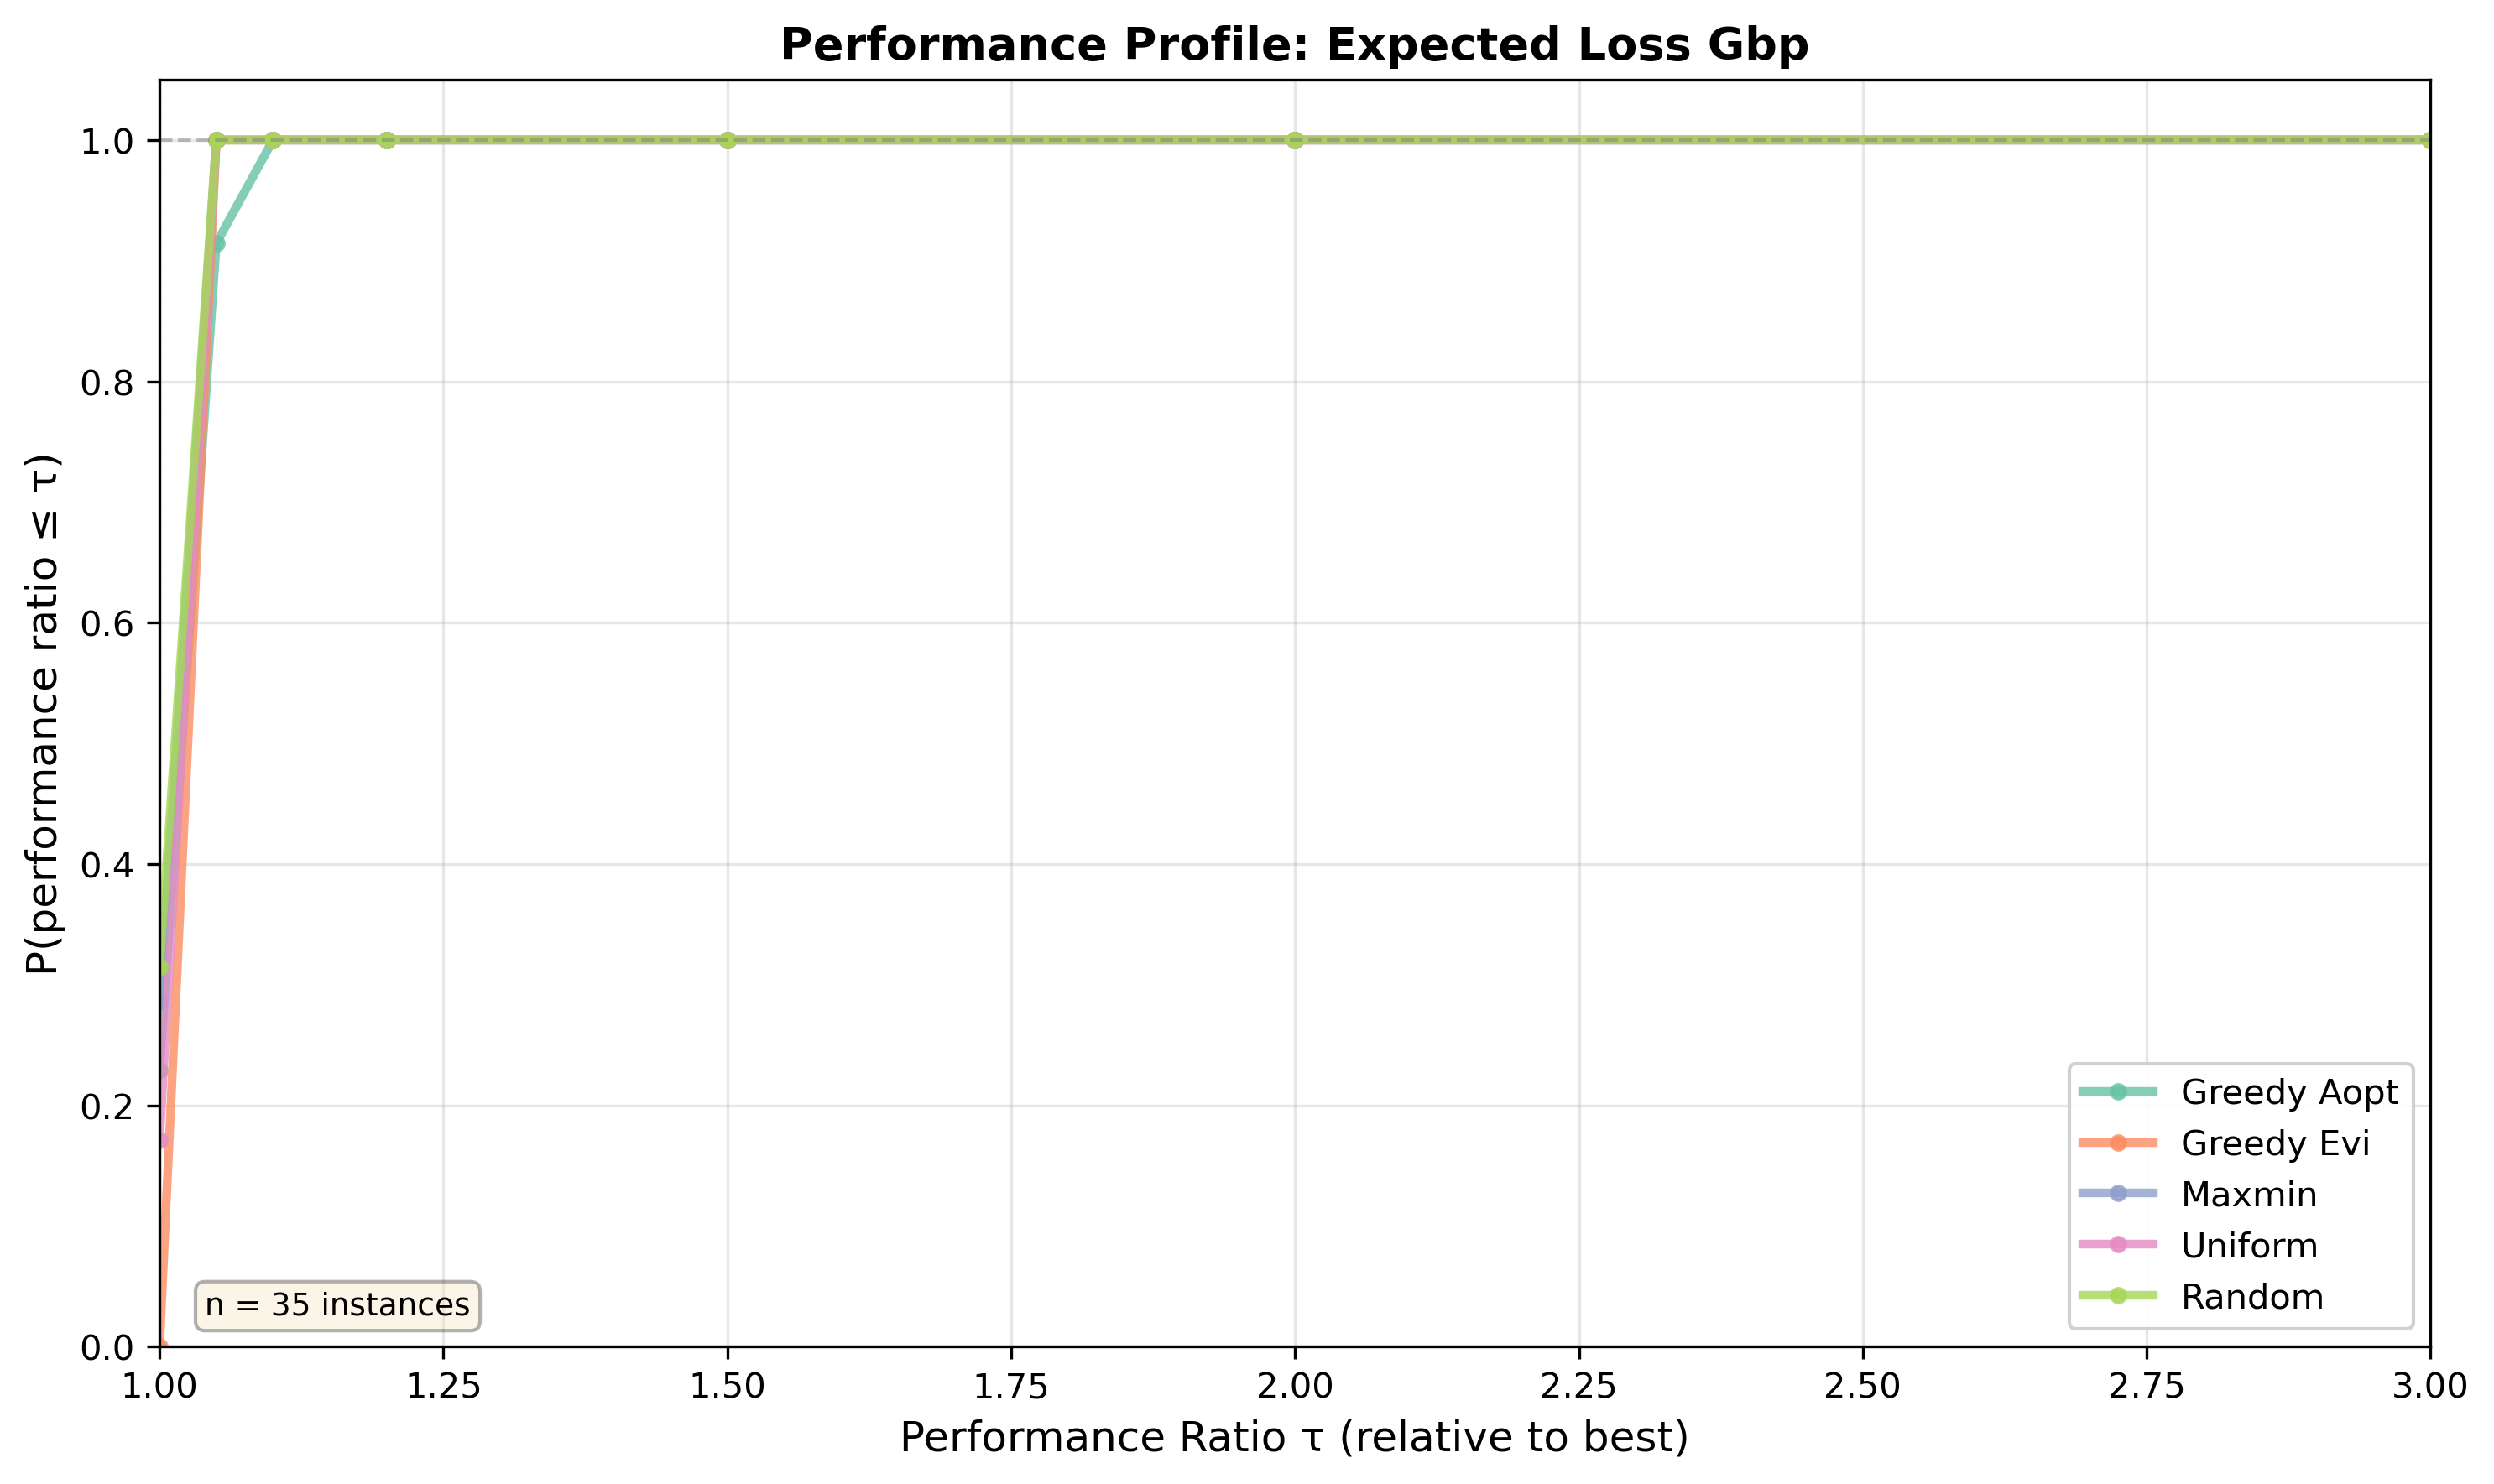 Performance Profile: Expected Loss Gbp
P(performance ratio ≤ τ)
1.0
0.8
0.6
0.4
0.2
0.0
n = 35 instances
Greedy Aopt
Greedy Evi
Maxmin
Uniform
Random
1.00 1.25 1.50 1.75 2.00 2.25 2.50 2.75 3.00
Performance Ratio τ (relative to best)